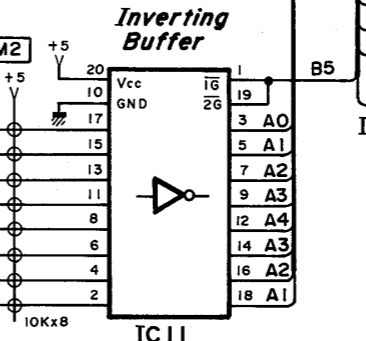 Inverting
Buffer
M2
+5
+5
20
Vcc
1G
1
B5
10
GND
2G
19
17
3
A0
15
5
A1
13
7
A2
11
9
A3
8
12
A4
6
14
A3
4
16
A2
2
18
A1
10Kx8
IC11